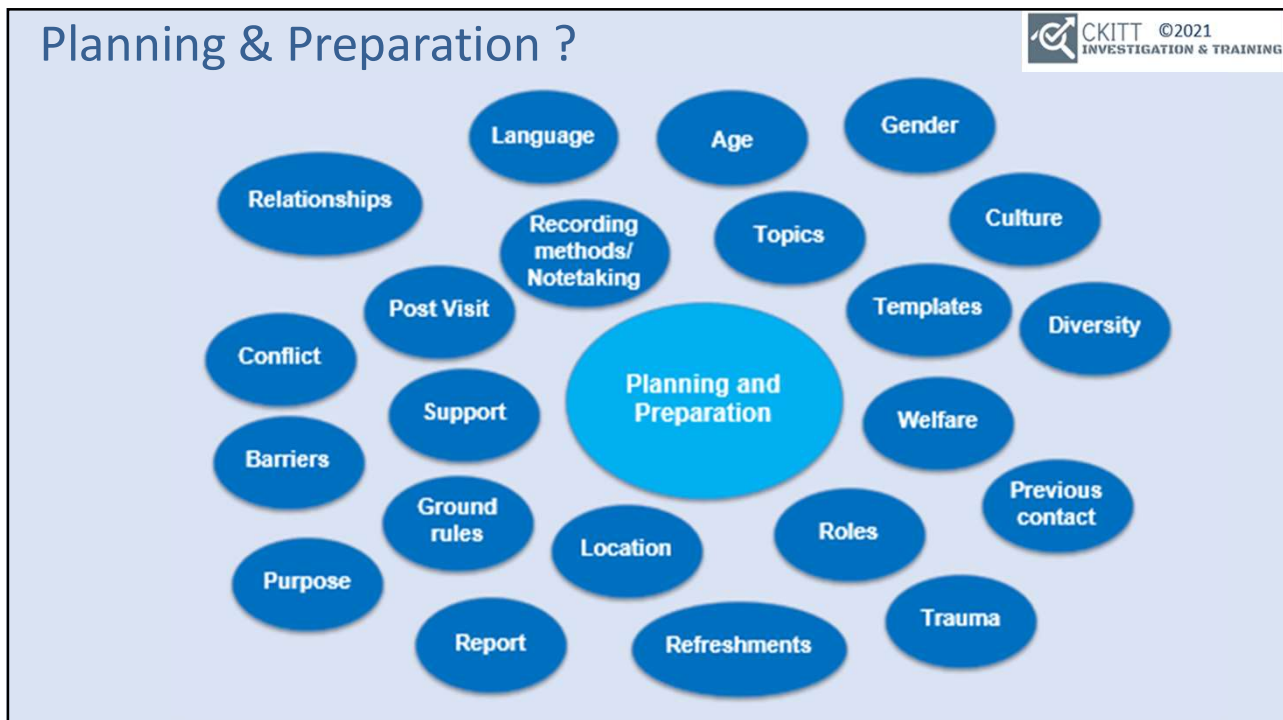 Planning & Preparation ?
CKITT ©2021
INVESTIGATION & TRAINING
Language
Age
Gender
Relationships
Recording
methods/
Notetaking
Topics
Culture
Post Visit
Templates
Diversity
Conflict
Planning and
Preparation
Support
Welfare
Barriers
Previous
contact
Ground
rules
Location
Roles
Purpose
Trauma
Report
Refreshments